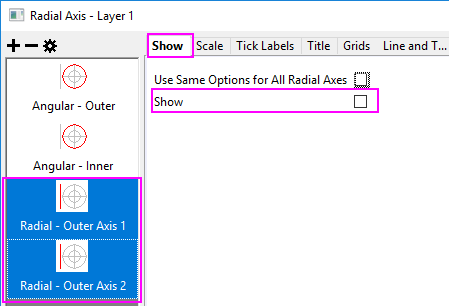 Radial Axis - Layer 1
Show Scale Tick Labels Title Grids Line and T...
Use Same Options for All Radial Axes
Show
Angular - Outer
Angular - Inner
Radial - Outer Axis 1
Radial - Outer Axis 2